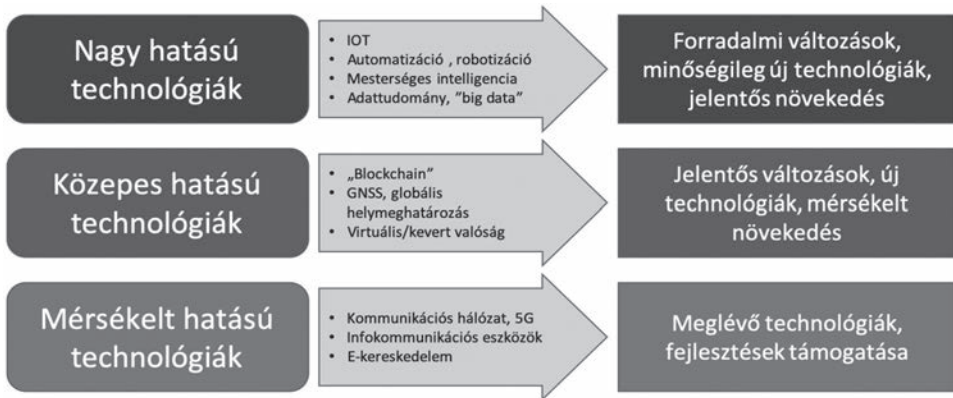 Nagy hatású
technológiák
• IOT
• Automatizáció , robotizáció
• Mesterséges intelligencia
• Adattudomány, ”big data”
Forradalmi változások,
minőségileg új technológiák,
jelentős növekedés
Közepes hatású
technológiák
• „Blockchain”
• GNSS, globális
helymeghatározás
• Virtuális/kevert valóság
Jelentős változások, új
technológiák, mérsékelt
növekedés
Mérsékelt hatású
technológiák
• Kommunikációs hálózat, 5G
• Infokommunikációs eszközök
• E-kereskedelem
Meglévő technológiák,
fejlesztések támogatása